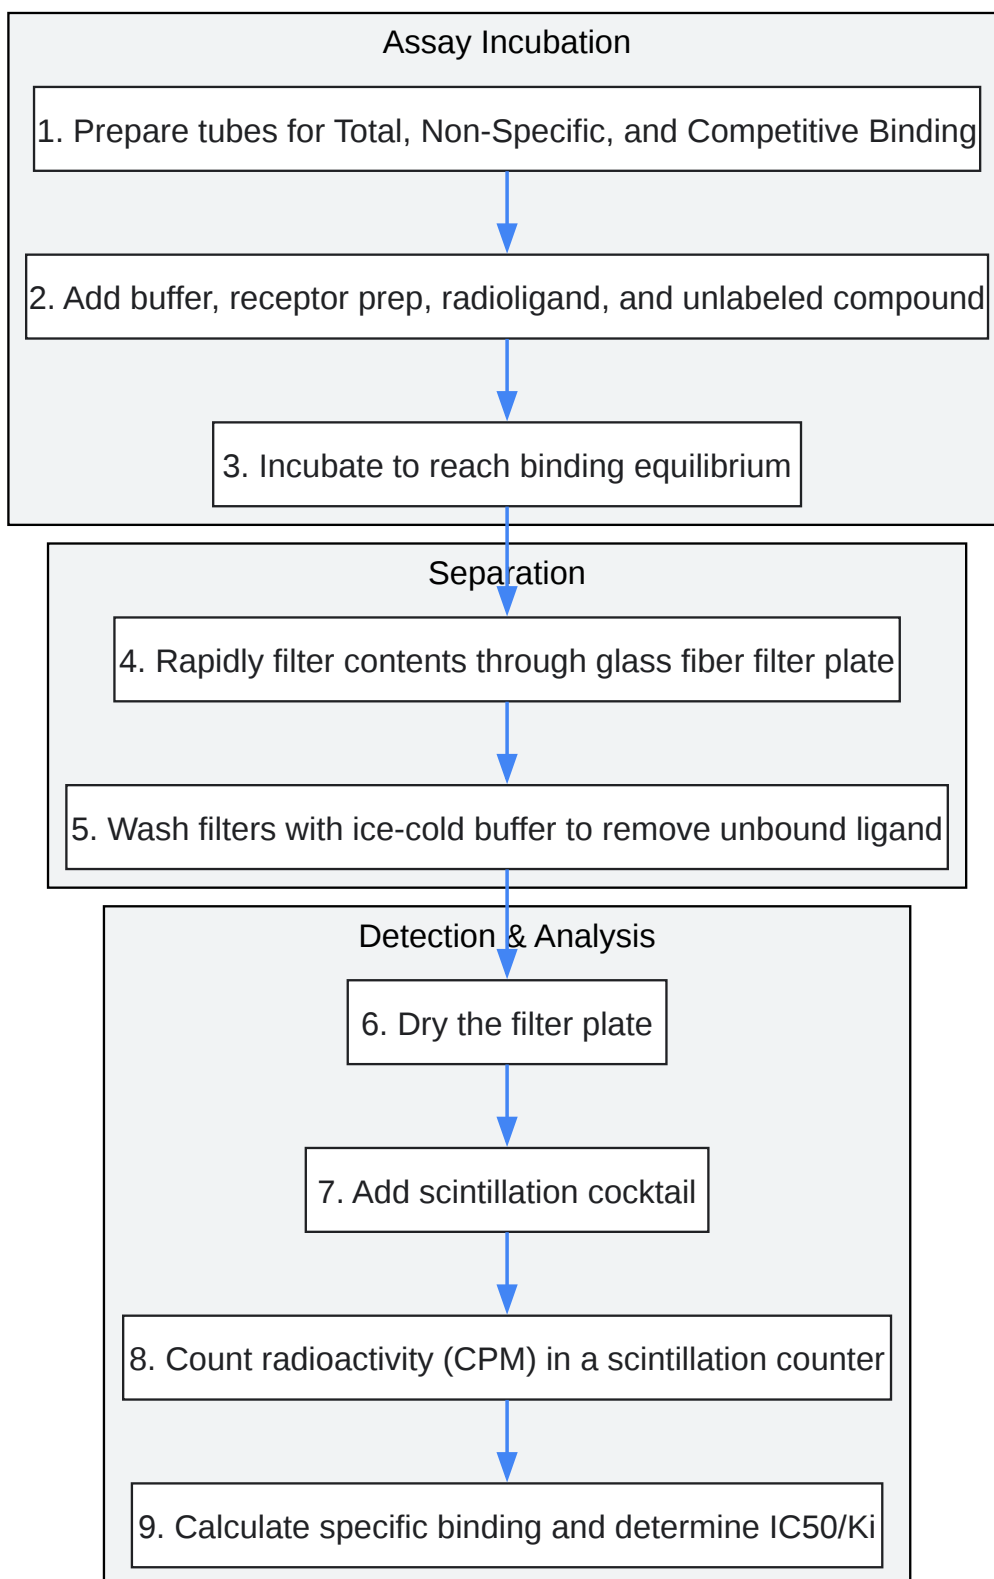 Assay Incubation
1. Prepare tubes for Total, Non-Specific, and Competitive Binding
2. Add buffer, receptor prep, radioligand, and unlabeled compound
3. Incubate to reach binding equilibrium
Separation
4. Rapidly filter contents through glass fiber filter plate
5. Wash filters with ice-cold buffer to remove unbound ligand
Detection & Analysis
6. Dry the filter plate
7. Add scintillation cocktail
8. Count radioactivity (CPM) in a scintillation counter
9. Calculate specific binding and determine IC50/Ki